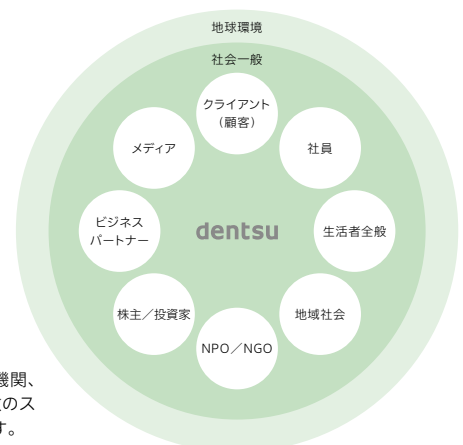 地球環境
社会一般
クライアント
（顧客）
メディア
社員
ビジネス
パートナー
dentsu
生活者全般
株主／投資家
地域社会
NPO／NGO
機関、
のス
す。